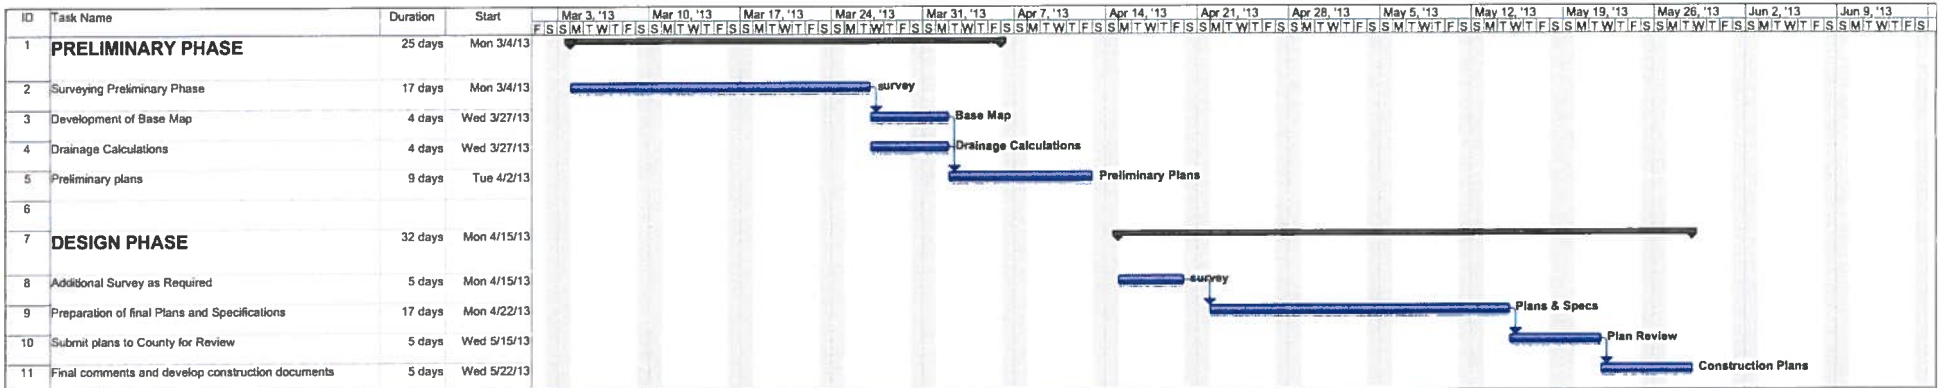 ID Task Name Duration Start Mar 3, '13 Mar 10, '13 Mar 17, '13 Mar 24, '13 Mar 31, '13 Apr 7, '13 Apr 14, '13 Apr 21, '13 Apr 28, '13 May 5, '13 May 12, '13 May 19, '13 May 26, '13 Jun 2, '13 Jun 9, '13
F S S M T W T F S S M T W T F S S M T W T F S S M T W T F S S M T W T F S S M T W T F S S M T W T F S S M T W T F S S M T W T F S S M T W T F S S M T W T F S S M T W T F S S M T W T F S S M T W T F S S M T W T F S
1 PRELIMINARY PHASE 25 days Mon 3/4/13
2 Surveying Preliminary Phase 17 days Mon 3/4/13 survey
3 Development of Base Map 4 days Wed 3/27/13 Base Map
4 Drainage Calculations 4 days Wed 3/27/13 Drainage Calculations
5 Preliminary plans 9 days Tue 4/2/13 Preliminary Plans
6
7 DESIGN PHASE 32 days Mon 4/15/13
8 Additional Survey as Required 5 days Mon 4/15/13 survey
9 Preparation of final Plans and Specifications 17 days Mon 4/22/13 Plans & Specs
10 Submit plans to County for Review 5 days Wed 5/15/13 Plan Review
11 Final comments and develop construction documents 5 days Wed 5/22/13 Construction Plans